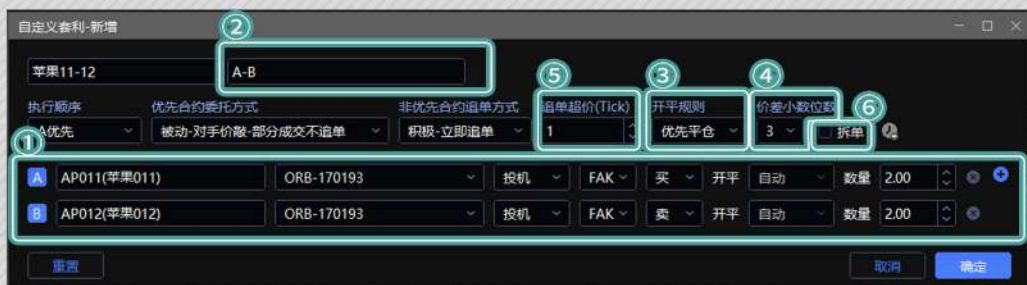 自定义套利-新增
②
苹果11-12 A-B
⑤ ③ ④
执行顺序 优先合约委托方式 非优先合约追单方式 追单超价(Tick) 开平规则 价差小数位数 ⑥
A优先 被动-对手价敞-部分成交不追单 积极-立即追单 1 优先平仓 3 拆单
①
A AP011(苹果011) ORB-170193 投机 FAK 买 开平 自动 数量 2.00
B AP012(苹果012) ORB-170193 投机 FAK 卖 开平 自动 数量 2.00
重置 取消 确定